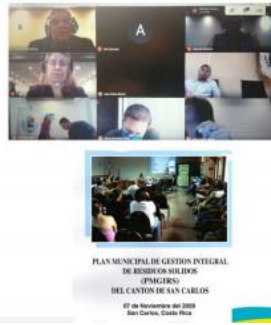 A
PLAN MUNICIPAL DE GESTION INTEGRAL
DE RESIDUOS SOLIDOS
(PMGIRS)
DEL CANTON DE SAN CARLOS
07 de Noviembre del 2009
San Carlos, Costa Rica